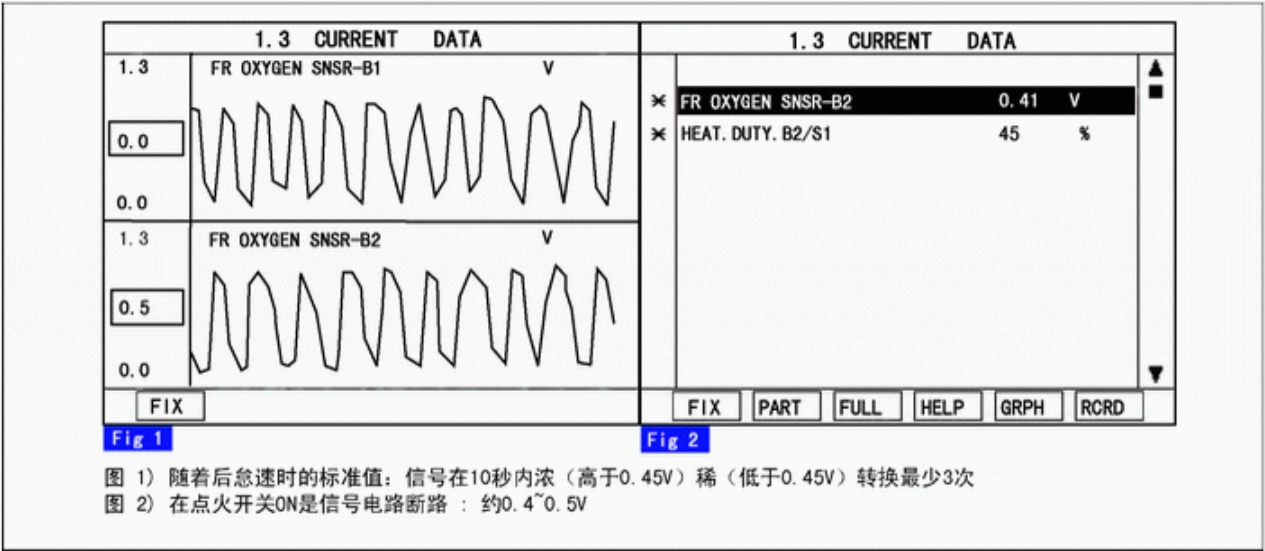 1.3 CURRENT DATA
1.3
FR OXYGEN SNSR-B1 V
0.0
0.0
1.3
FR OXYGEN SNSR-B2 V
0.5
0.0
FIX
Fig 1
1.3 CURRENT DATA
* FR OXYGEN SNSR-B2 0.41 V
* HEAT.DUTY.B2/S1 45 %
FIX PART FULL HELP GRPH RCRD
Fig 2
图 1) 随着后怠速时的标准值: 信号在10秒内浓（高于0.45V）稀（低于0.45V）转换最少3次
图 2) 在点火开关ON是信号电路断路 : 约0.4~0.5V